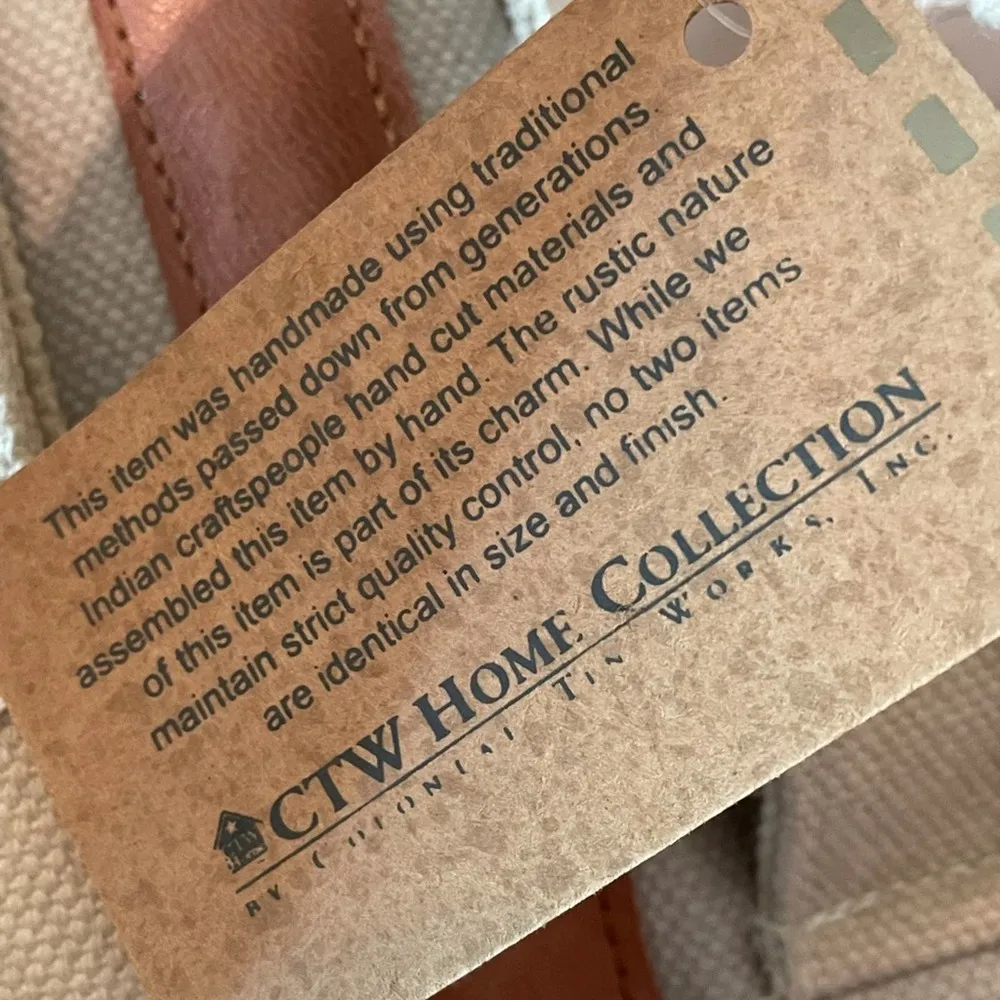 This item was handmade using traditional
methods passed down from generations.
Indian craftspeople hand cut materials and
assembled this item by hand. The rustic nature
of this item is part of its charm. While we
maintain strict quality control, no two items
are identical in size and finish.
CTW HOME COLLECTION
BY COLONIAL TIN WORKS, INC.